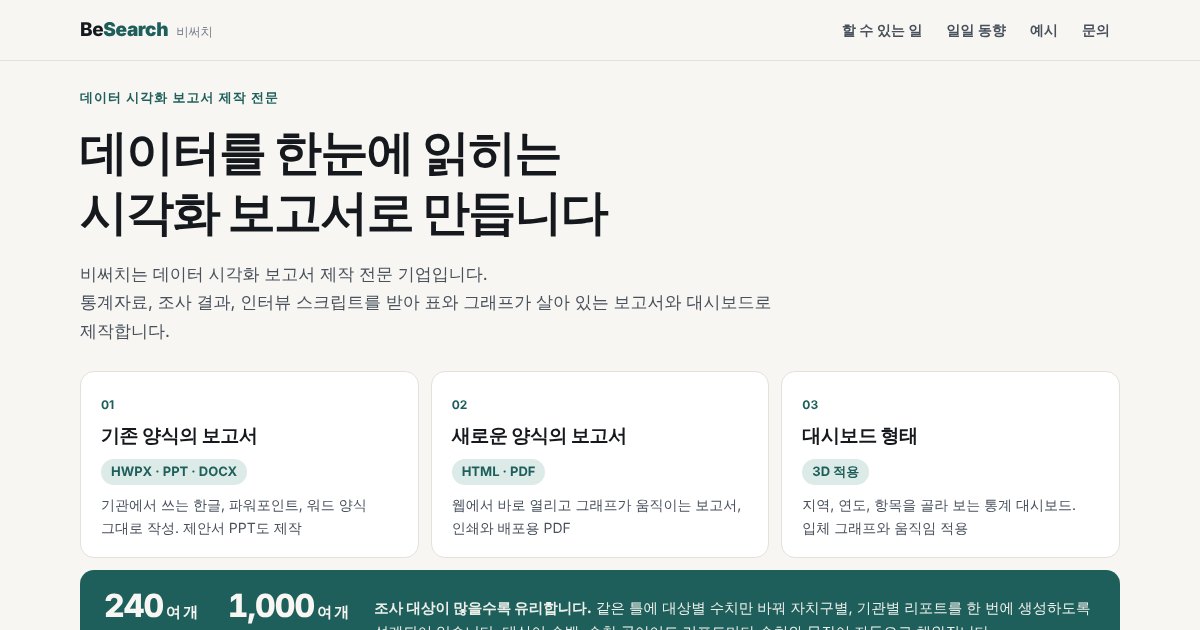 BeSearch 비써치
할 수 있는 일 일일 동향 예시 문의
데이터 시각화 보고서 제작 전문
데이터를 한눈에 읽히는
시각화 보고서로 만듭니다
비써치는 데이터 시각화 보고서 제작 전문 기업입니다.
통계자료, 조사 결과, 인터뷰 스크립트를 받아 표와 그래프가 살아 있는 보고서와 대시보드로
제작합니다.
01
기존 양식의 보고서
HWPX · PPT · DOCX
기관에서 쓰는 한글, 파워포인트, 워드 양식
그대로 작성. 제안서 PPT도 제작
02
새로운 양식의 보고서
HTML · PDF
웹에서 바로 열리고 그래프가 움직이는 보고서,
인쇄와 배포용 PDF
03
대시보드 형태
3D 적용
지역, 연도, 항목을 골라 보는 통계 대시보드.
입체 그래프와 움직임 적용
240여 개
1,000여 개
조사 대상이 많을수록 유리합니다. 같은 틀에 대상별 수치만 바꿔 자치구별, 기관별 리포트를 한 번에 생성하도록